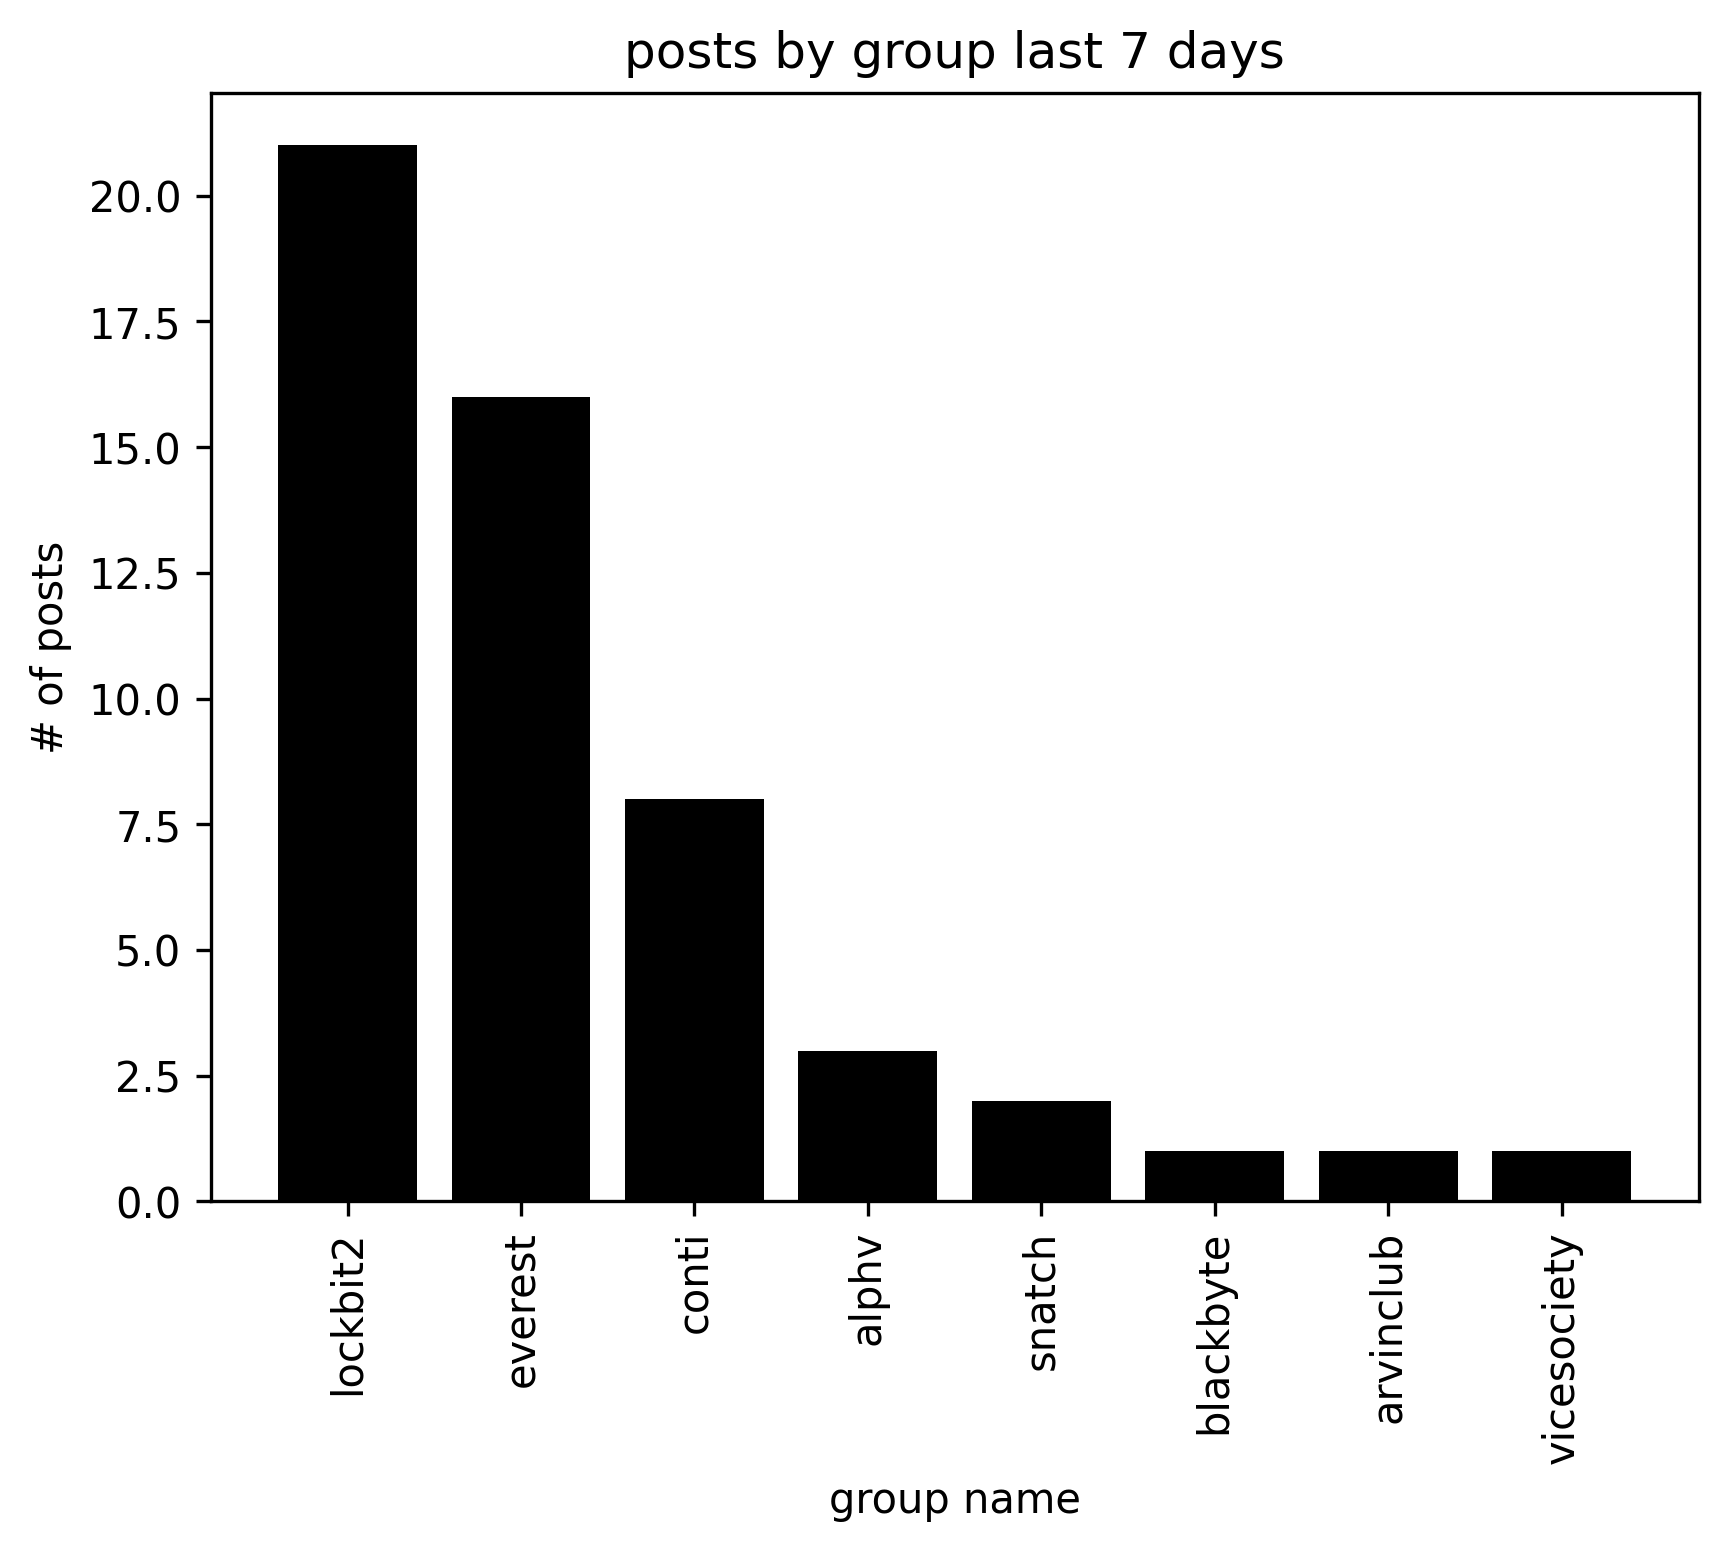 posts by group last 7 days
# of posts
20.0
17.5
15.0
12.5
10.0
7.5
5.0
2.5
0.0
lockbit2
everest
conti
alphv
snatch
blackbyte
arvinclub
vicesociety
group name